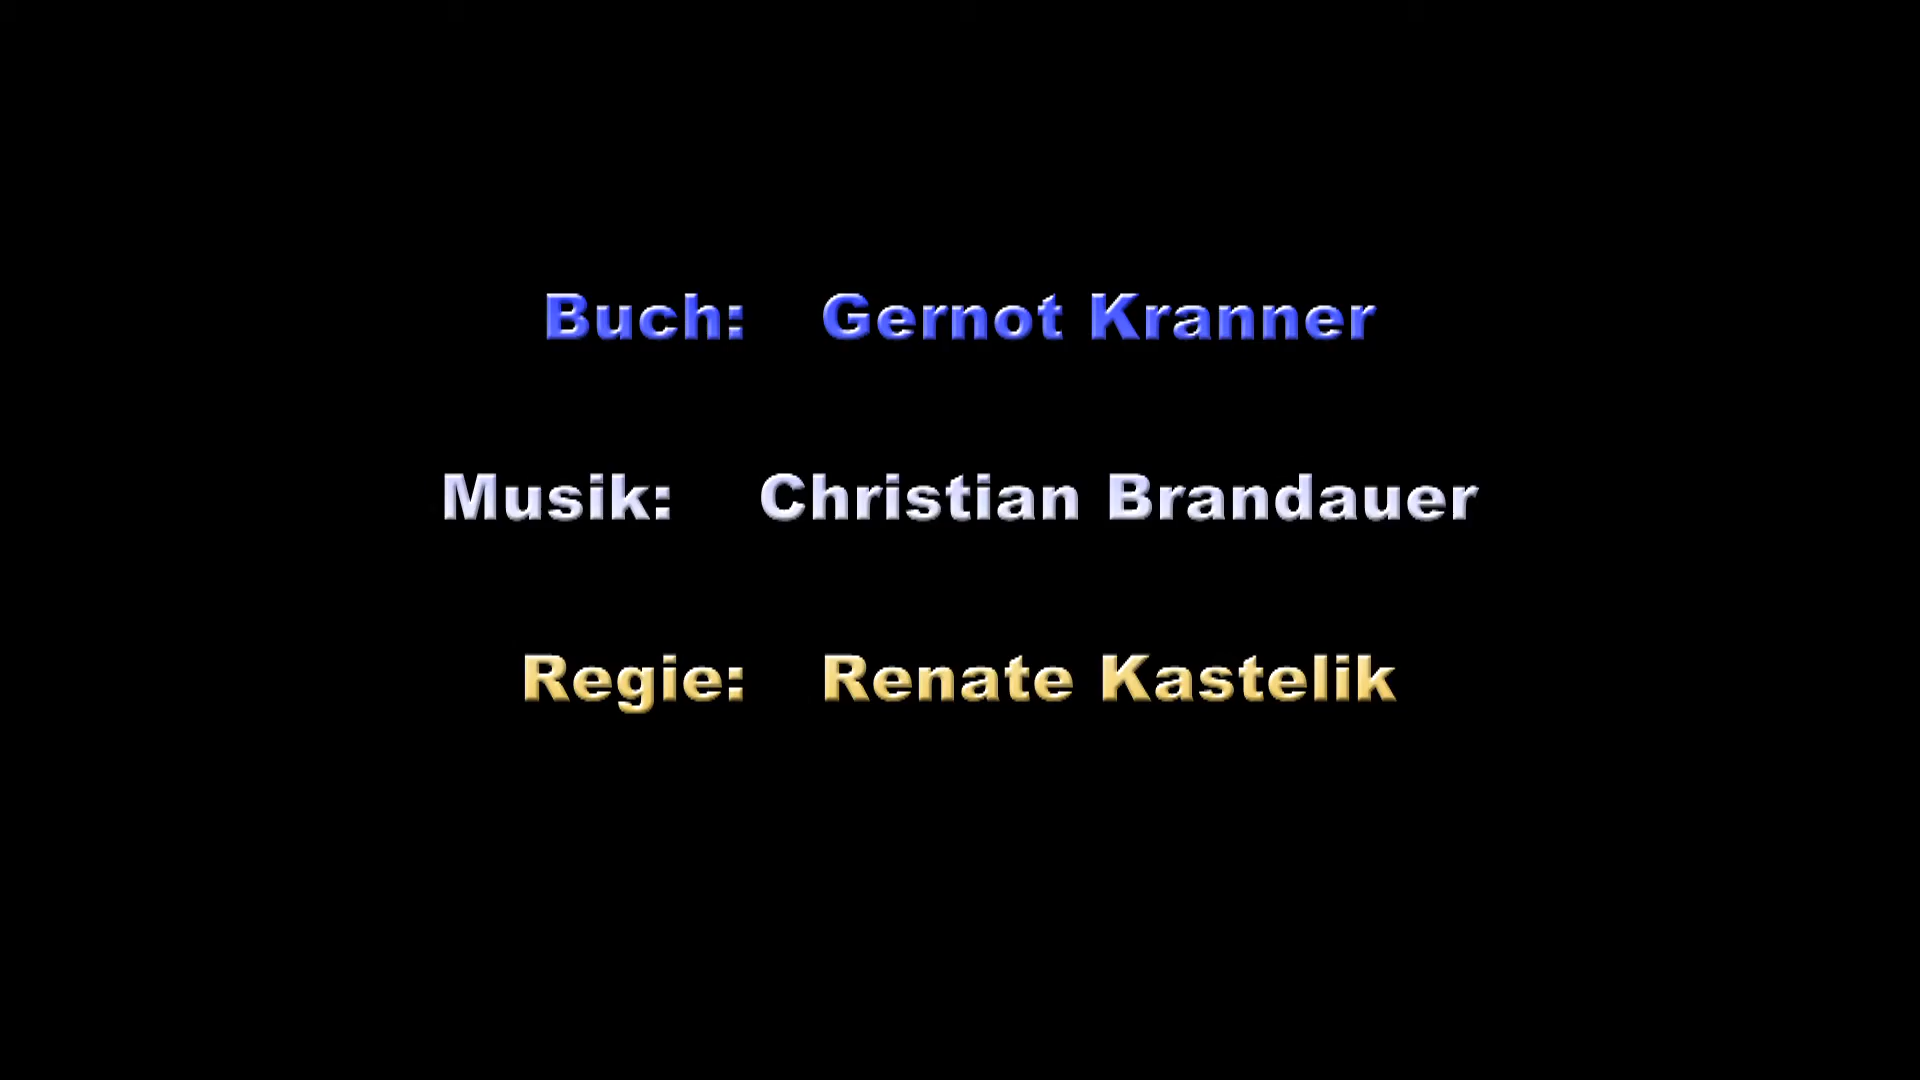 Buch: Gernot Kranner
Musik: Christian Brandauer
Regie: Renate Kastelik